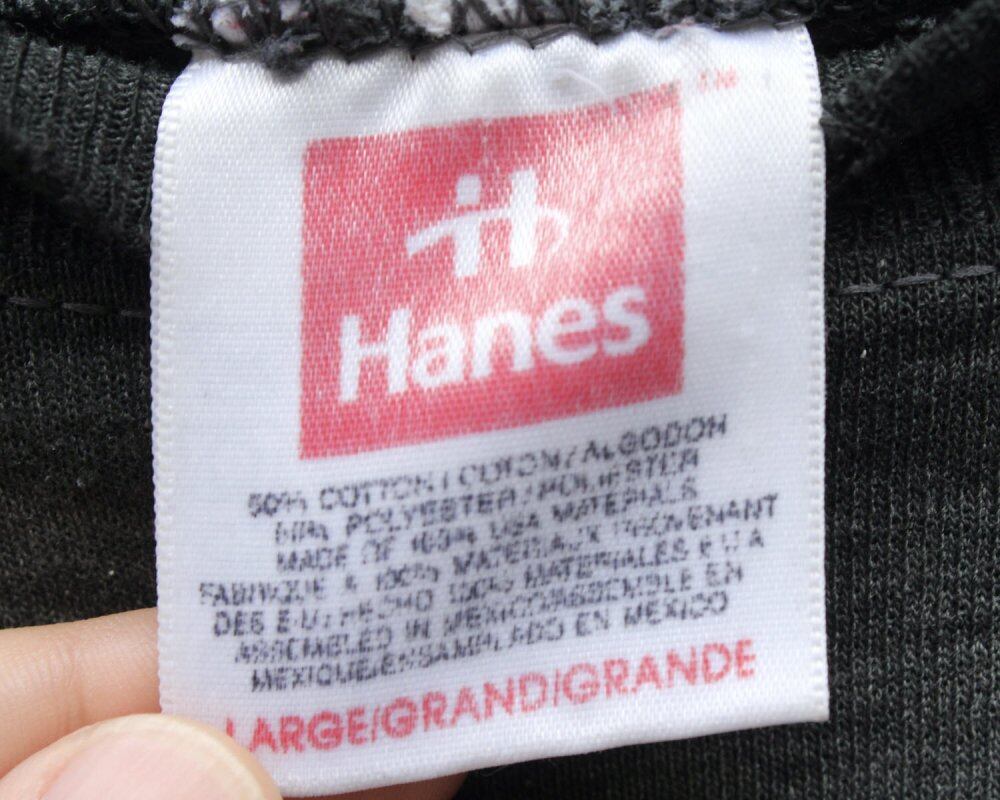 TM
Hanes
50% COTTON/COTON/ALGODON
50% POLYESTER/POLIESTER
MADE OF 100% USA MATERIALS
FABRIQUE A 100% MATERIAUX PROVENANT
DES E.U./HECHO 100% MATERIALES E U A
ASSEMBLED IN MEXICO/ASSEMBLE EN
MEXIQUE/ENSAMBLADO EN MEXICO
LARGE/GRAND/GRANDE